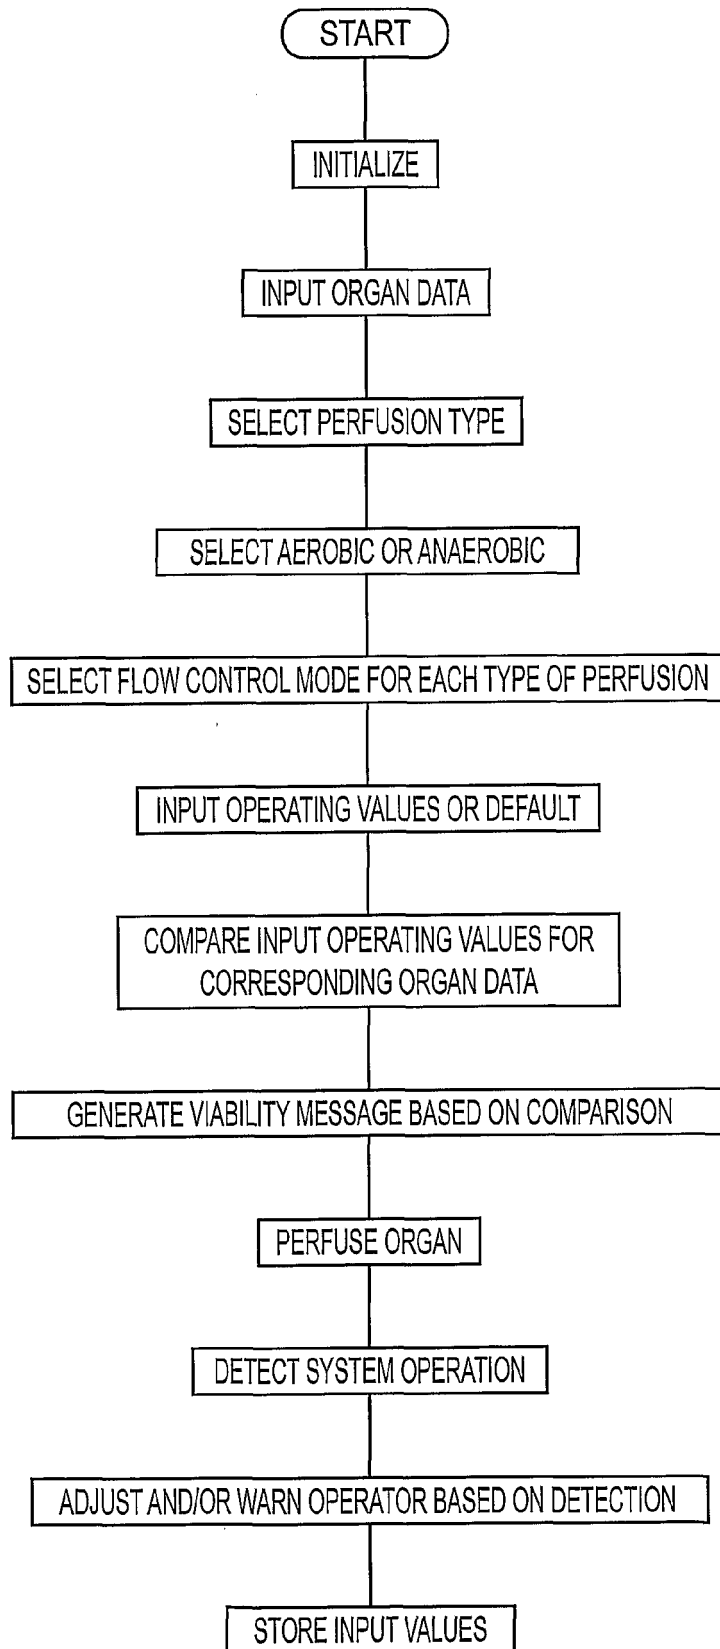 START
INITIALIZE
INPUT ORGAN DATA
SELECT PERFUSION TYPE
SELECT AEROBIC OR ANAEROBIC
SELECT FLOW CONTROL MODE FOR EACH TYPE OF PERFUSION
INPUT OPERATING VALUES OR DEFAULT
COMPARE INPUT OPERATING VALUES FOR
CORRESPONDING ORGAN DATA
GENERATE VIABILITY MESSAGE BASED ON COMPARISON
PERFUSE ORGAN
DETECT SYSTEM OPERATION
ADJUST AND/OR WARN OPERATOR BASED ON DETECTION
STORE INPUT VALUES